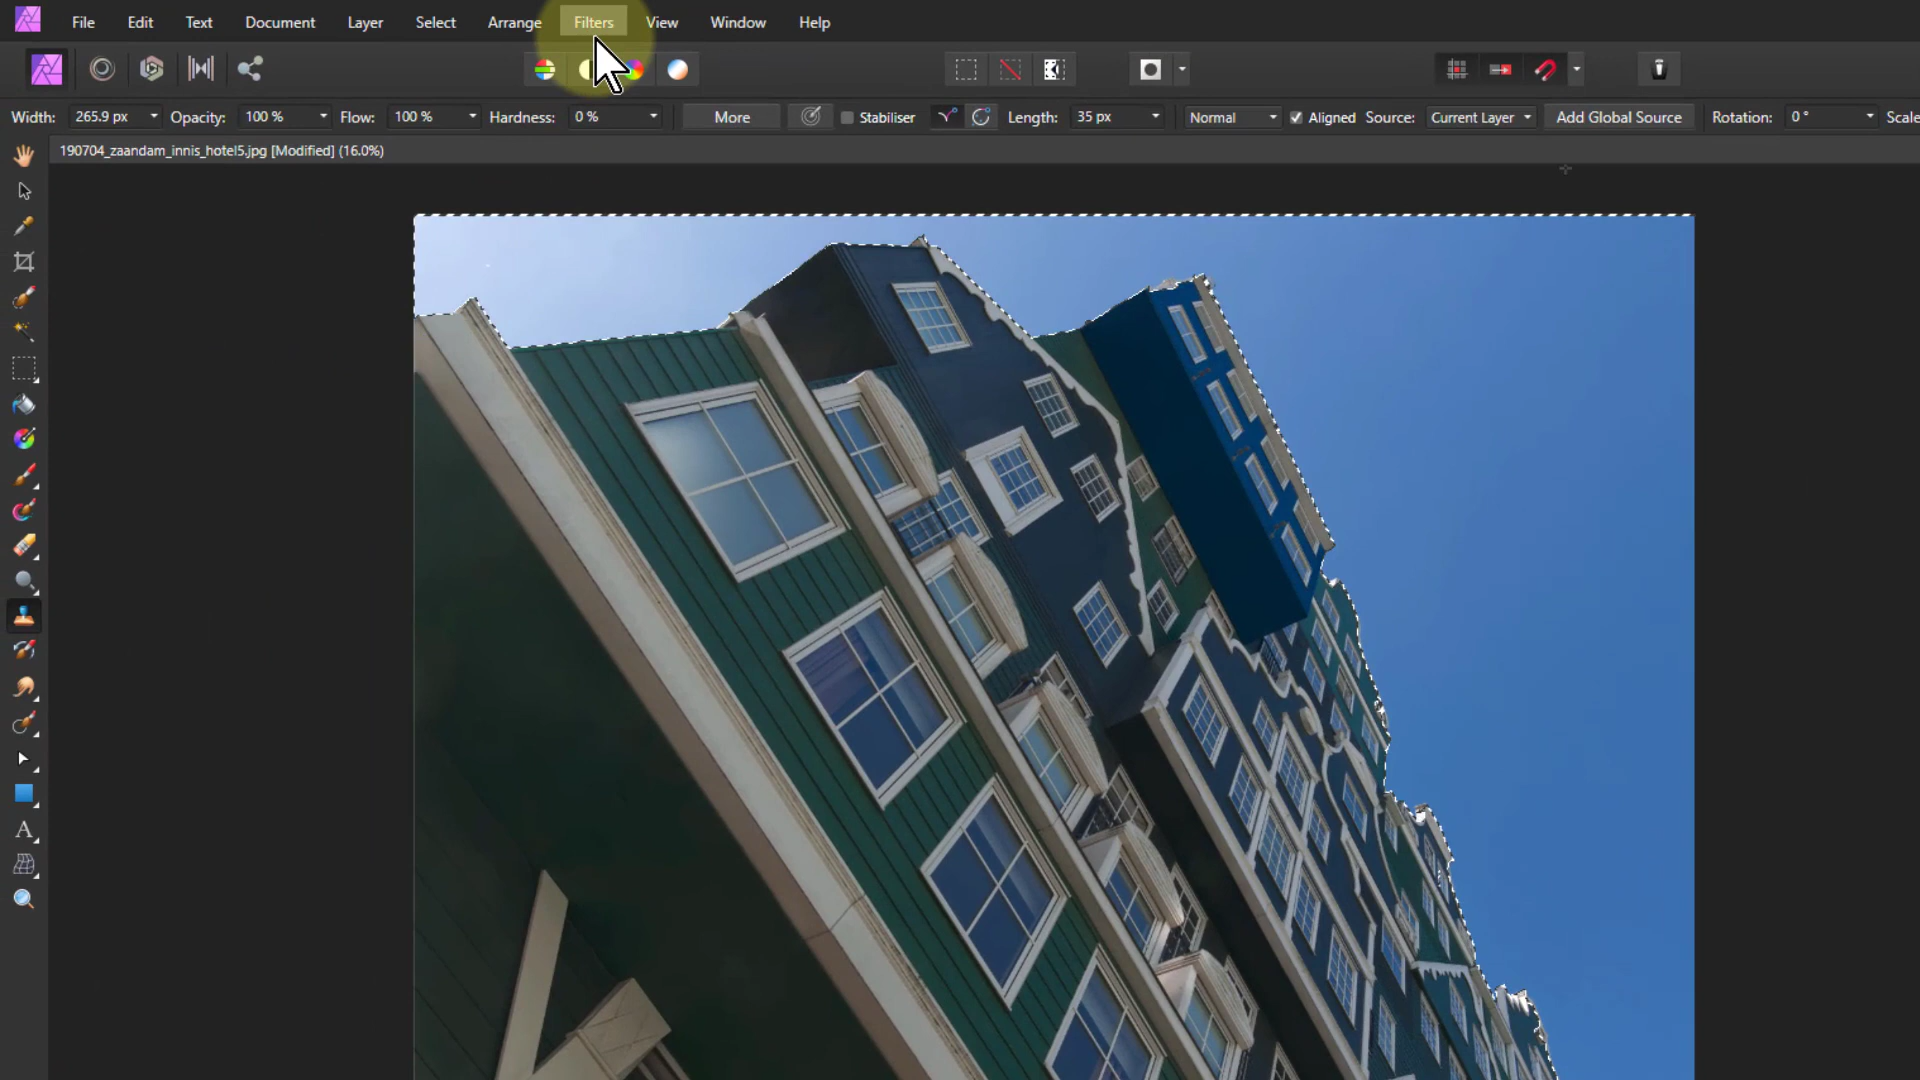 File Edit Text Document Layer Select Arrange Filters View Window Help
Width: 265.9 px Opacity: 100 % Flow: 100 % Hardness: 0 % More Stabiliser Length: 35 px Normal Aligned Source: Current Layer Add Global Source Rotation: 0 ° Scale
190704_zaandam_innis_hotel5.jpg [Modified] (16.0%)